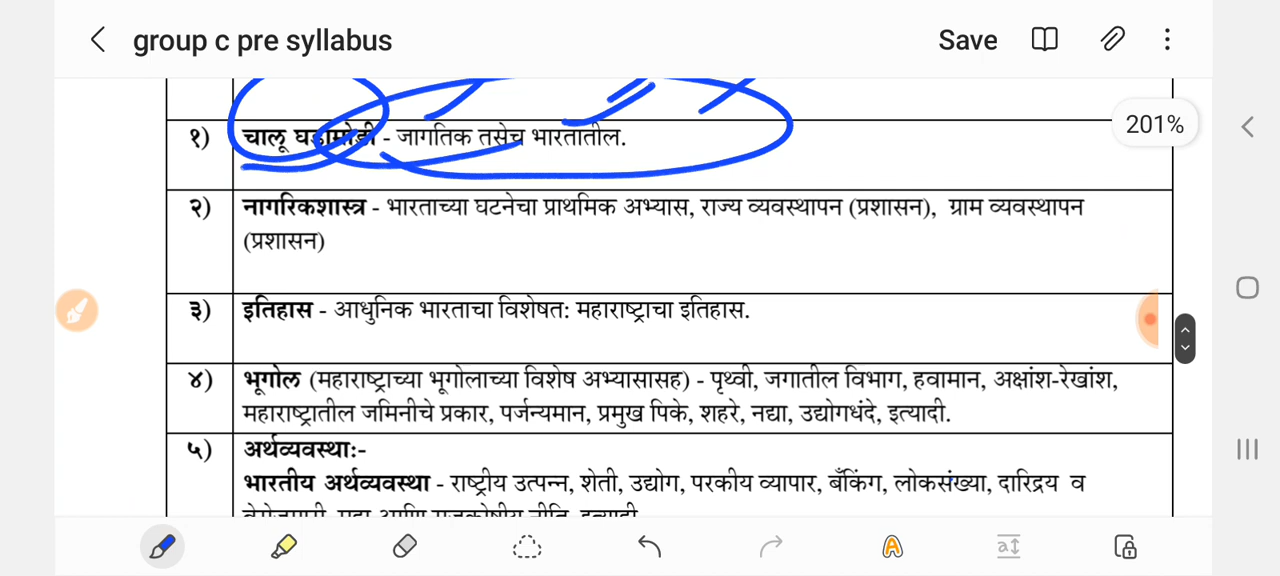 group c pre syllabus
Save
201%
१) चालू घडामोडी - जागतिक तसेच भारतातील.
२) नागरिकशास्त्र - भारताच्या घटनेचा प्राथमिक अभ्यास, राज्य व्यवस्थापन (प्रशासन), ग्राम व्यवस्थापन
(प्रशासन)
३) इतिहास - आधुनिक भारताचा विशेषत: महाराष्ट्राचा इतिहास.
४) भूगोल (महाराष्ट्राच्या भूगोलाच्या विशेष अभ्यासासह) - पृथ्वी, जगातील विभाग, हवामान, अक्षांश-रेखांश,
महाराष्ट्रातील जमिनीचे प्रकार, पर्जन्यमान, प्रमुख पिके, शहरे, नद्या, उद्योगधंदे, इत्यादी.
५) अर्थव्यवस्था:-
भारतीय अर्थव्यवस्था - राष्ट्रीय उत्पन्न, शेती, उद्योग, परकीय व्यापार, बँकिंग, लोकसंख्या, दारिद्रय व